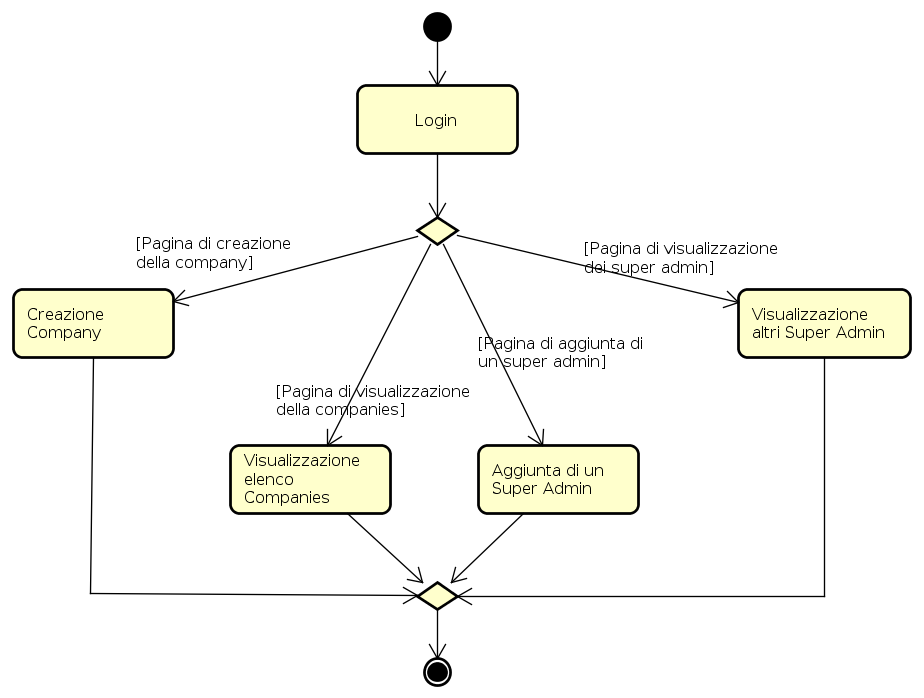 Login
[Pagina di creazione
della company]
[Pagina di visualizzazione
dei super admin]
Creazione
Company
Visualizzazione
altri Super Admin
[Pagina di aggiunta di
un super admin]
[Pagina di visualizzazione
della companies]
Visualizzazione
elenco
Companies
Aggiunta di un
Super Admin